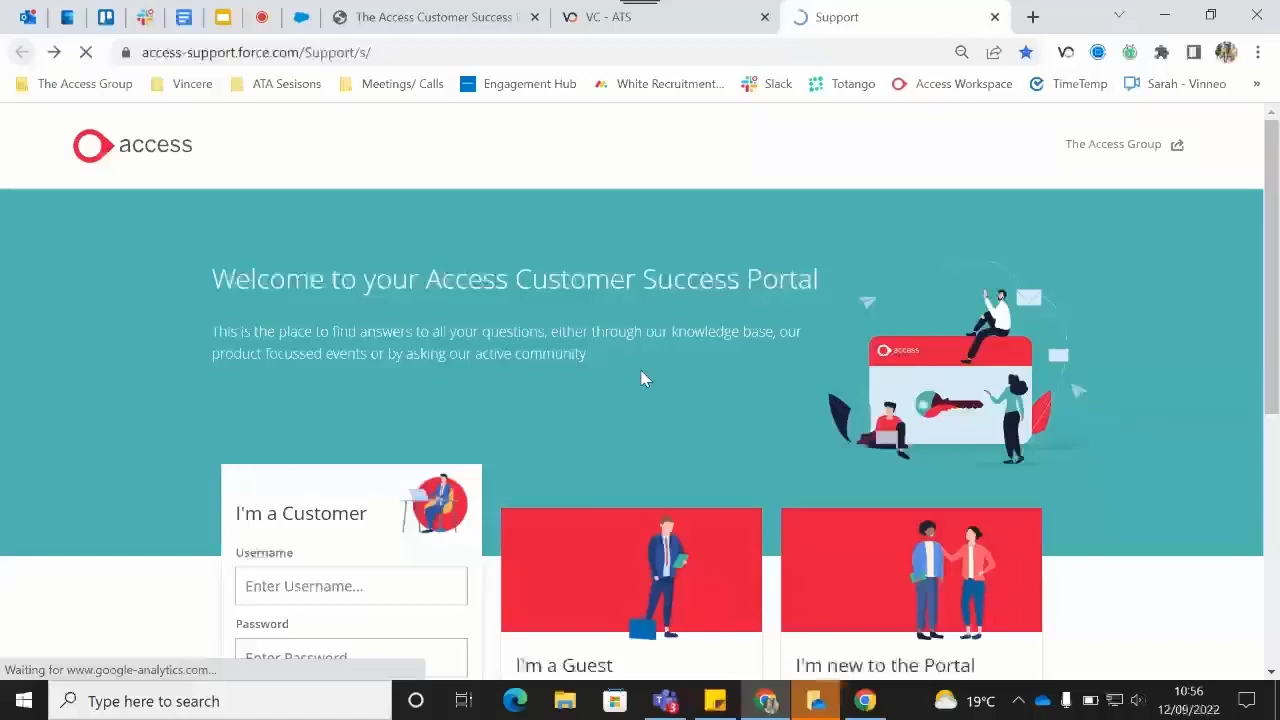 The Access Customer Success
VC - ATS
Support
access-support.force.com/Support/s/
The Access Group
Vincere
ATA Sesisons
Meetings/ Calls
Engagement Hub
White Recruitment...
Slack
Totango
Access Workspace
TimeTemp
Sarah - Vinneo
»
access
The Access Group
Welcome to your Access Customer Success Portal
This is the place to find answers to all your questions, either through our knowledge base, our
product focussed events or by asking our active community
access
I'm a Customer
Username
Enter Username...
Password
Enter Password
I'm a Guest
I'm new to the Portal
Waiting for www.google-analytics.com...
Type here to search
3
19°C
10:56
12/09/2022